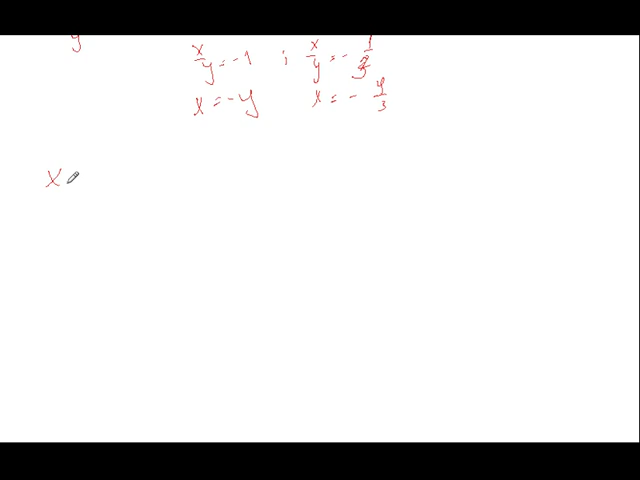 y
x/y = -1 ; x/y = - 1/3
x = -y x = - y/3
x